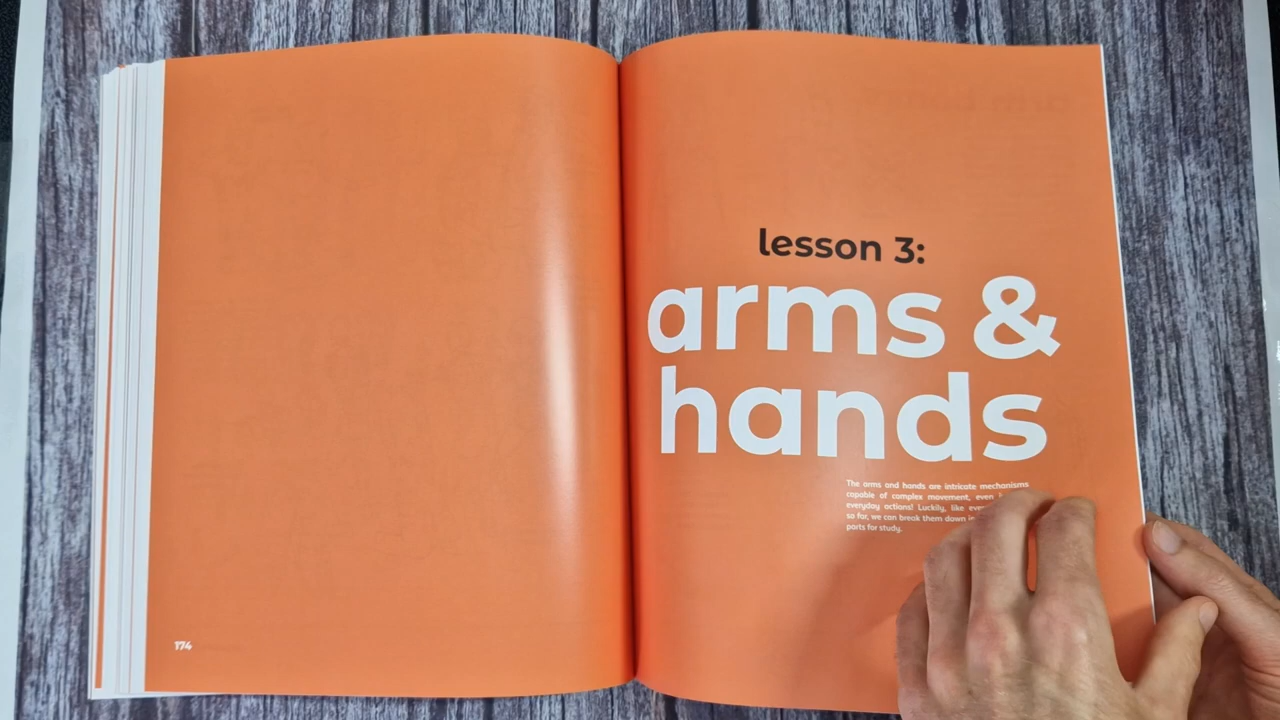 174
lesson 3:
arms &
hands
The arms and hands are intricate mechanisms
capable of complex movement, even
everyday actions! Luckily, like
so far, we can break them down
parts for study.